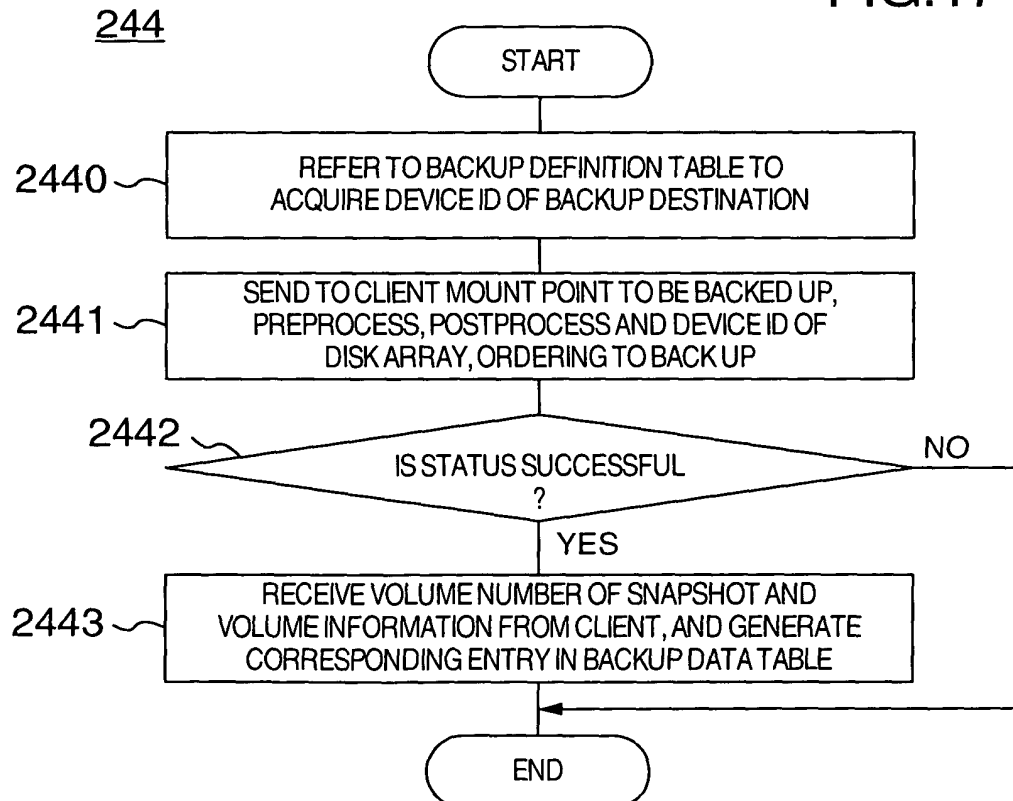 244
START
2440
REFER TO BACKUP DEFINITION TABLE TO
ACQUIRE DEVICE ID OF BACKUP DESTINATION
2441
SEND TO CLIENT MOUNT POINT TO BE BACKED UP,
PREPROCESS, POSTPROCESS AND DEVICE ID OF
DISK ARRAY, ORDERING TO BACK UP
2442
IS STATUS SUCCESSFUL
?
NO
YES
2443
RECEIVE VOLUME NUMBER OF SNAPSHOT AND
VOLUME INFORMATION FROM CLIENT, AND GENERATE
CORRESPONDING ENTRY IN BACKUP DATA TABLE
END